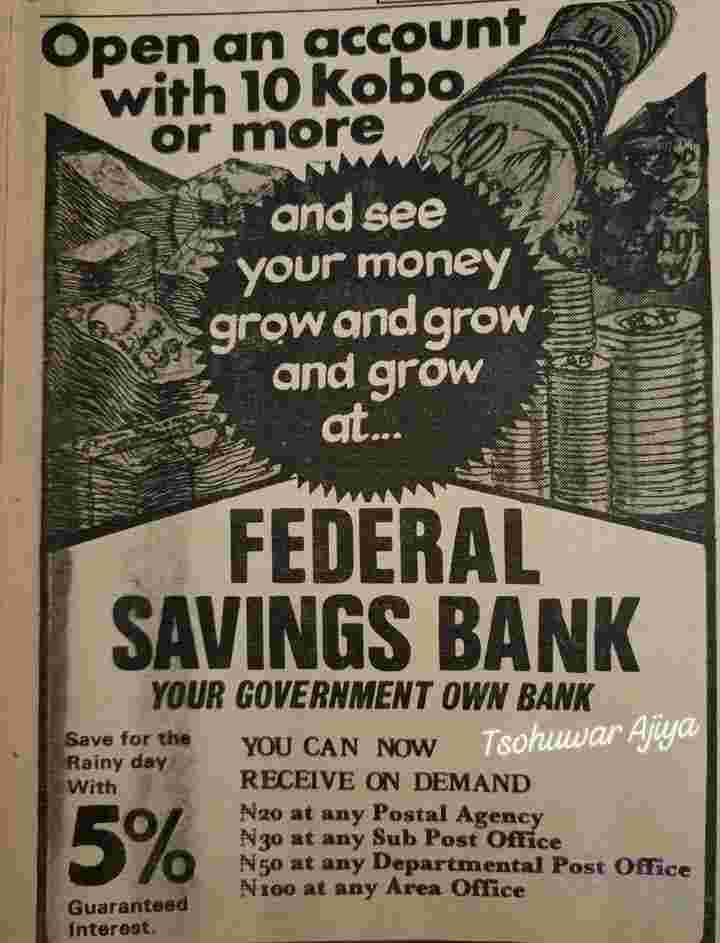 Open an account
with 10 Kobo
or more
and see
your money
grow and grow
and grow
at...
FEDERAL
SAVINGS BANK
YOUR GOVERNMENT OWN BANK
Save for the
Rainy day
With
5%
Guaranteed
Interest.
YOU CAN NOW
RECEIVE ON DEMAND
₦20 at any Postal Agency
₦30 at any Sub Post Office
₦50 at any Departmental Post Office
₦100 at any Area Office
Tsohuwar Ajiya